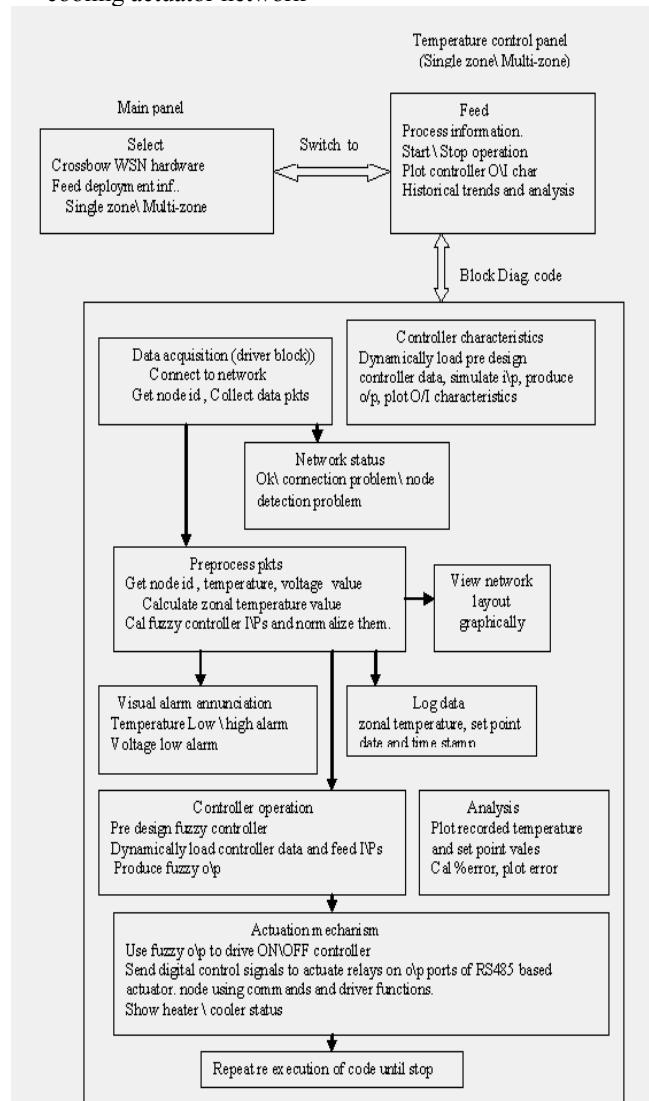 cooling actuator network
Temperature control panel
(Single zone\ Multi-zone)
Main panel
Select
Crossbow WSN hardware
Feed deployment inf..
Single zone\ Multi-zone
Switch to
Feed
Process information.
Start \ Stop operation
Plot controller O\I char
Historical trends and analysis
Block Diag. code
Data acquisition (driver block))
Connect to network
Get node id , Collect data pkts
Controller characteristics
Dynamically load pre design
controller data, simulate i\p, produce
o/p, plot O/I characteristics
Network status
Ok\ connection problem\ node
detection problem
Preprocess pkts
Get node id , temperature, voltage value
Calculate zonal temperature value
Cal fuzzy controller I\Ps and normalize them.
View network
layout
graphically
Visual alarm annunciation
Temperature Low \ high alarm
Voltage low alarm
Log data
zonal temperature, set point
date and time stamp
Controller operation
Pre design fuzzy controller
Dynamically load controller data and feed I\Ps
Produce fuzzy o\p
Analysis
Plot recorded temperature
and set point vales
Cal %error, plot error
Actuation mechanism
Use fuzzy o\p to drive ON\OFF controller
Send digital control signals to actuate relays on o\p ports of RS485 based
actuator. node using commands and driver functions.
Show heater \ cooler status
Repeat re execution of code until stop